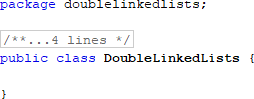 package doublelinkedlists;
/**...4 lines */
public class DoubleLinkedLists {
}